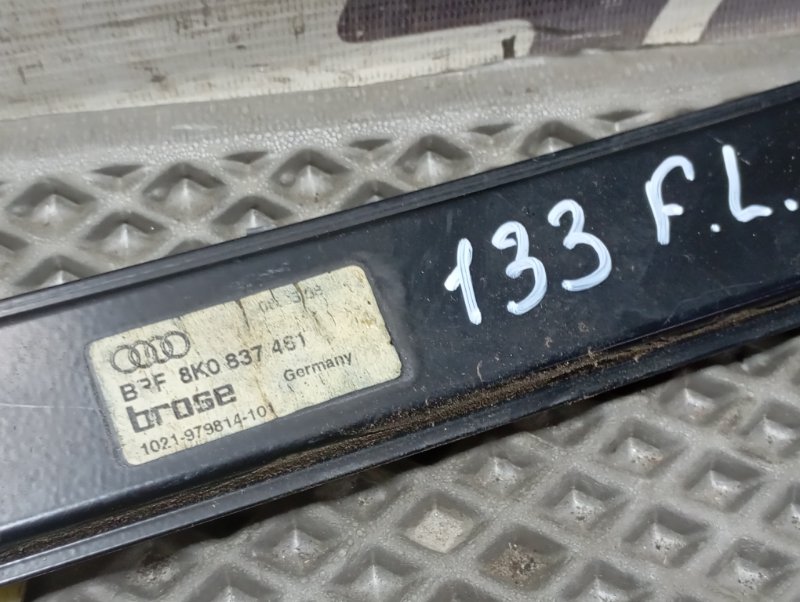 BRF 8K0 837 461
brose Germany
1021-979814-101
133 F.L.